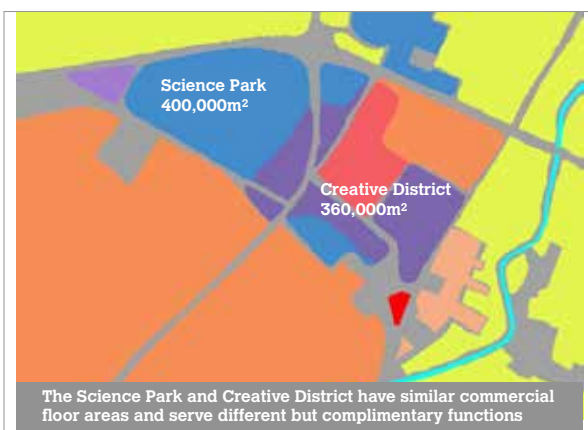 Science Park
400,000m²
Creative District
360,000m²
The Science Park and Creative District have similar commercial
floor areas and serve different but complimentary functions